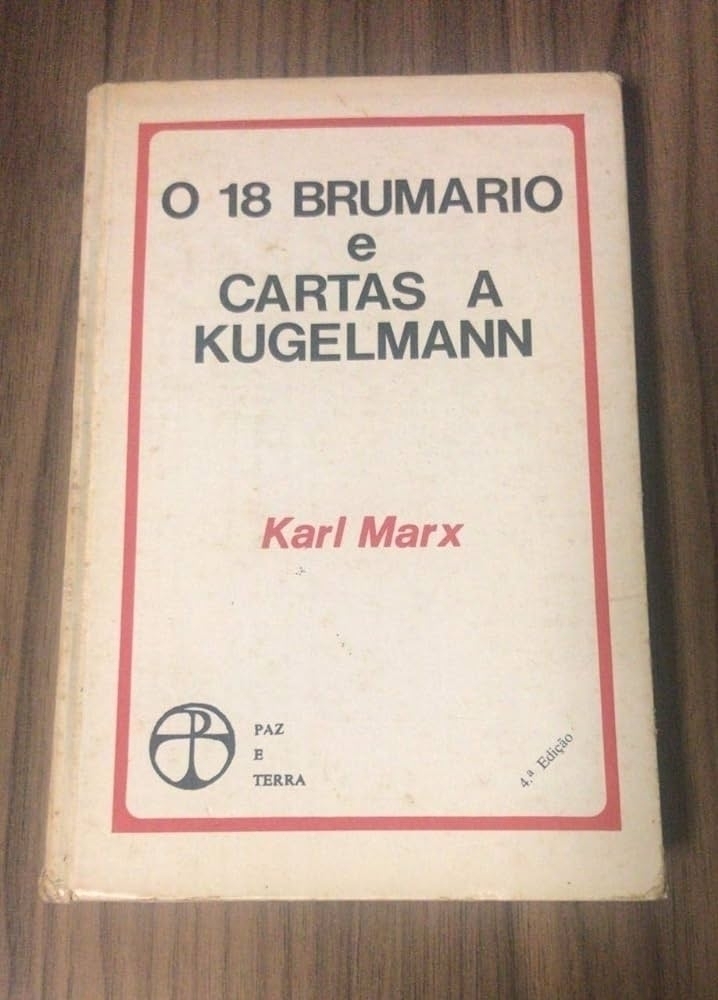 O 18 BRUMARIO
e
CARTAS A
KUGELMANN
Karl Marx
PAZ
E
TERRA
4.ª Edição